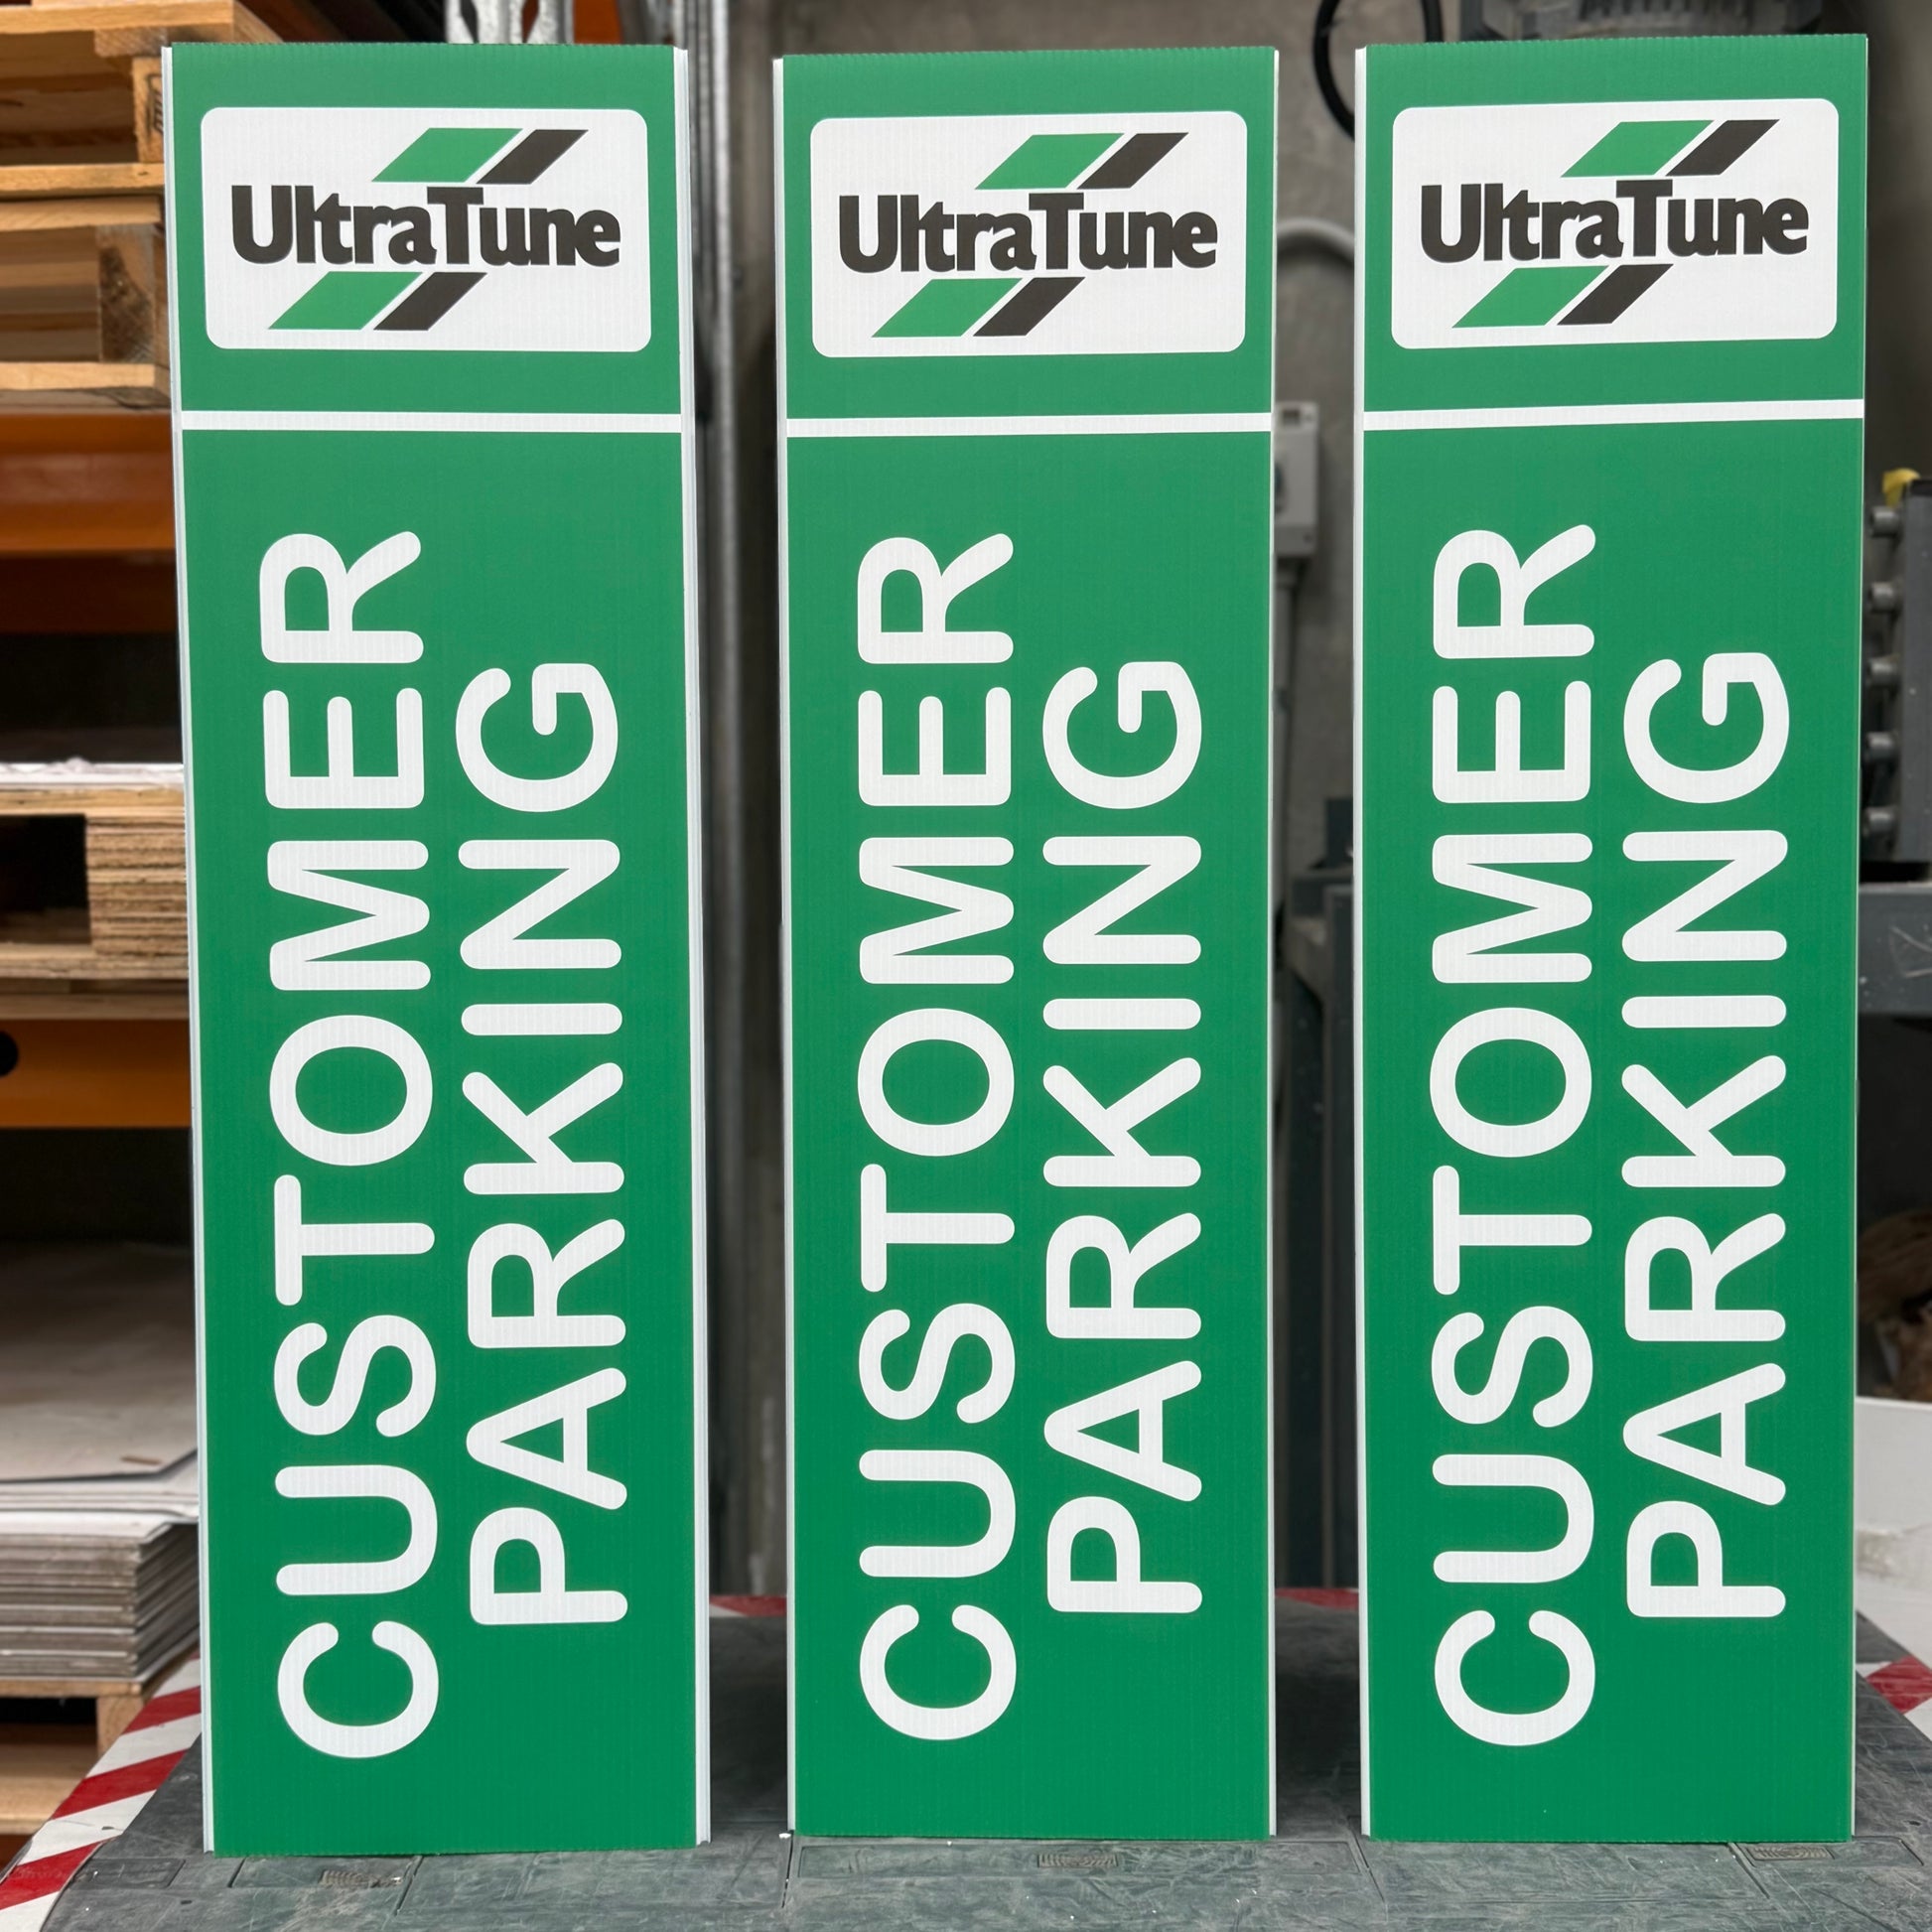 UltraTune
CUSTOMER
PARKING
UltraTune
CUSTOMER
PARKING
UltraTune
CUSTOMER
PARKING